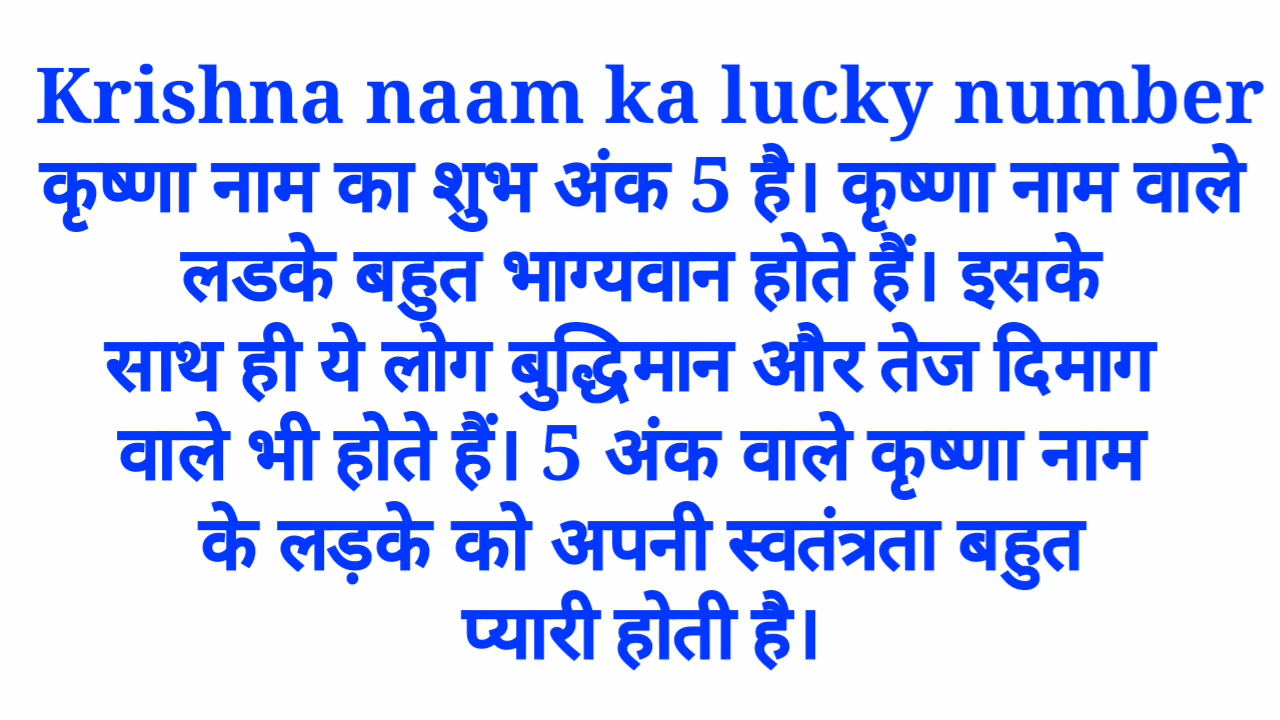 Krishna naam ka lucky number
कृष्णा नाम का शुभ अंक 5 है। कृष्णा नाम वाले
लडके बहुत भाग्यवान होते हैं। इसके
साथ ही ये लोग बुद्धिमान और तेज दिमाग
वाले भी होते हैं। 5 अंक वाले कृष्णा नाम
के लड़के को अपनी स्वतंत्रता बहुत
प्यारी होती है।